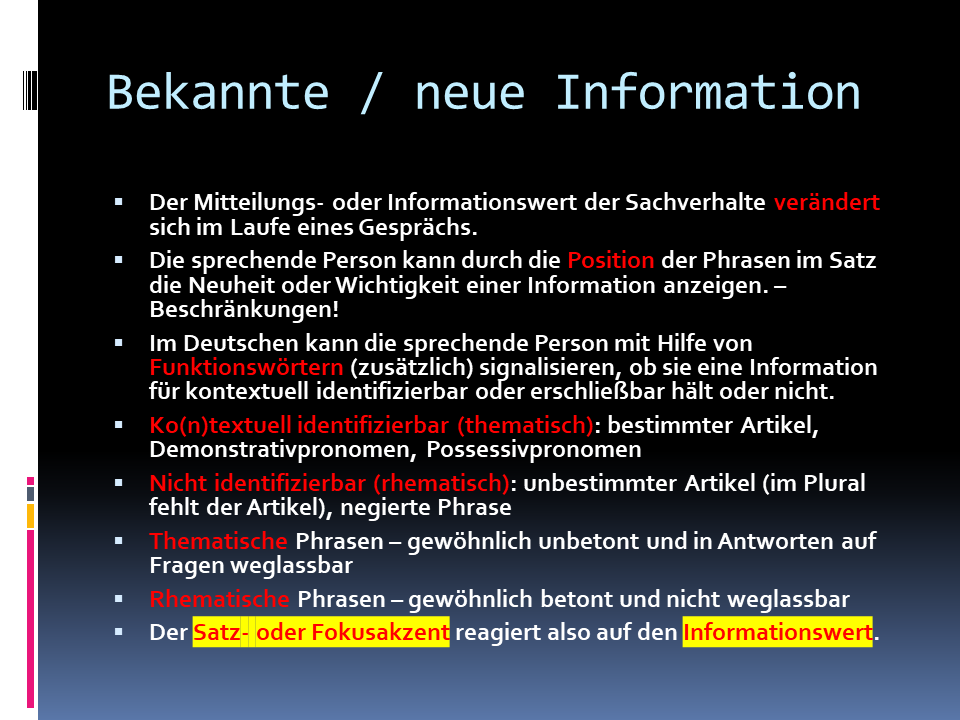 Bekannte / neue Information
▪ Der Mitteilungs- oder Informationswert der Sachverhalte verändert
sich im Laufe eines Gesprächs.
▪ Die sprechende Person kann durch die Position der Phrasen im Satz
die Neuheit oder Wichtigkeit einer Information anzeigen. –
Beschränkungen!
▪ Im Deutschen kann die sprechende Person mit Hilfe von
Funktionswörtern (zusätzlich) signalisieren, ob sie eine Information
für kontextuell identifizierbar oder erschließbar hält oder nicht.
▪ Ko(n)textuell identifizierbar (thematisch): bestimmter Artikel,
Demonstrativpronomen, Possessivpronomen
▪ Nicht identifizierbar (rhematisch): unbestimmter Artikel (im Plural
fehlt der Artikel), negierte Phrase
▪ Thematische Phrasen – gewöhnlich unbetont und in Antworten auf
Fragen weglassbar
▪ Rhematische Phrasen – gewöhnlich betont und nicht weglassbar
▪ Der Satz- oder Fokusakzent reagiert also auf den Informationswert.